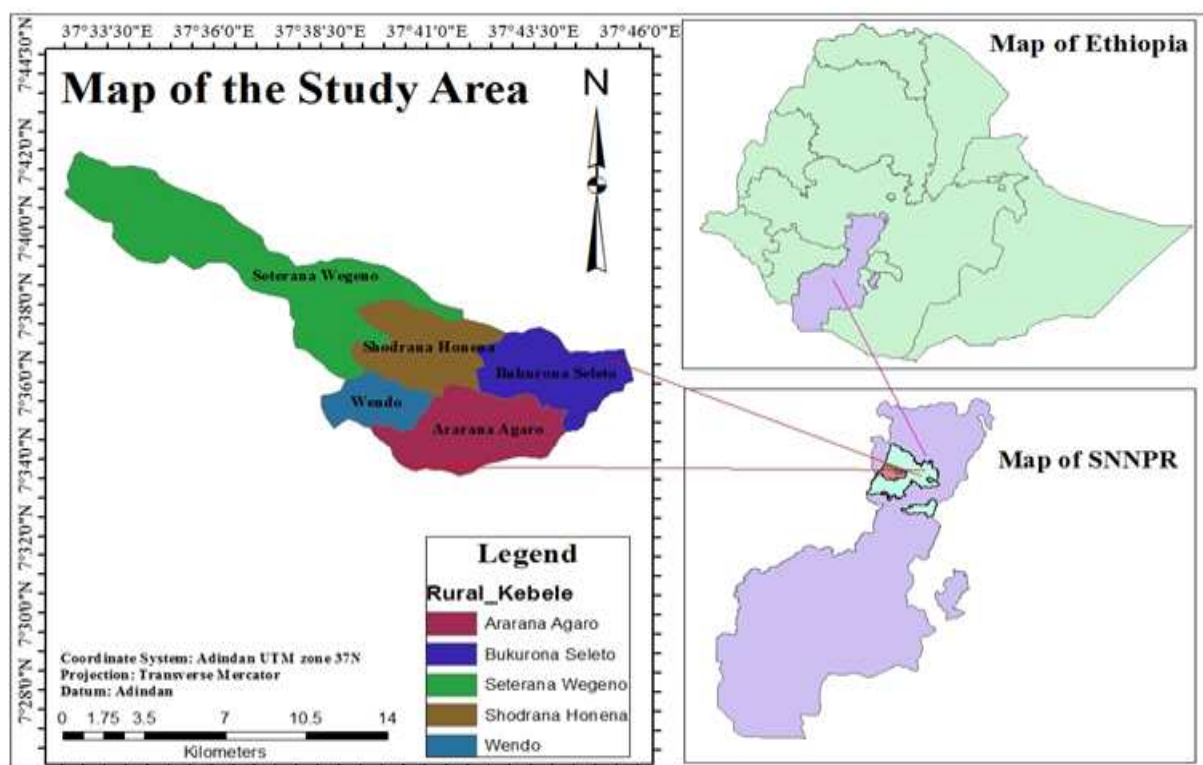 37°33'30"E 37°36'0"E 37°38'30"E 37°41'0"E 37°43'30"E 37°46'0"E
7°44'30"N
7°42'0"N
7°40'0"N
7°38'0"N
7°36'0"N
7°34'0"N
7°32'0"N
7°30'0"N
7°28'0"N
Map of the Study Area
N
Seterana Wegeno
Shodrana Honena
Bukurona Seleto
Wendo
Ararana Agaro
Legend
Rural_Kebele
Ararana Agaro
Bukurona Seleto
Seterana Wegeno
Shodrana Honena
Wendo
Coordinate System: Adindan UTM zone 37N
Projection: Transverse Mercator
Datum: Adindan
0 1.75 3.5 7 10.5 14
Kilometers
Map of Ethiopia
Map of SNNPR